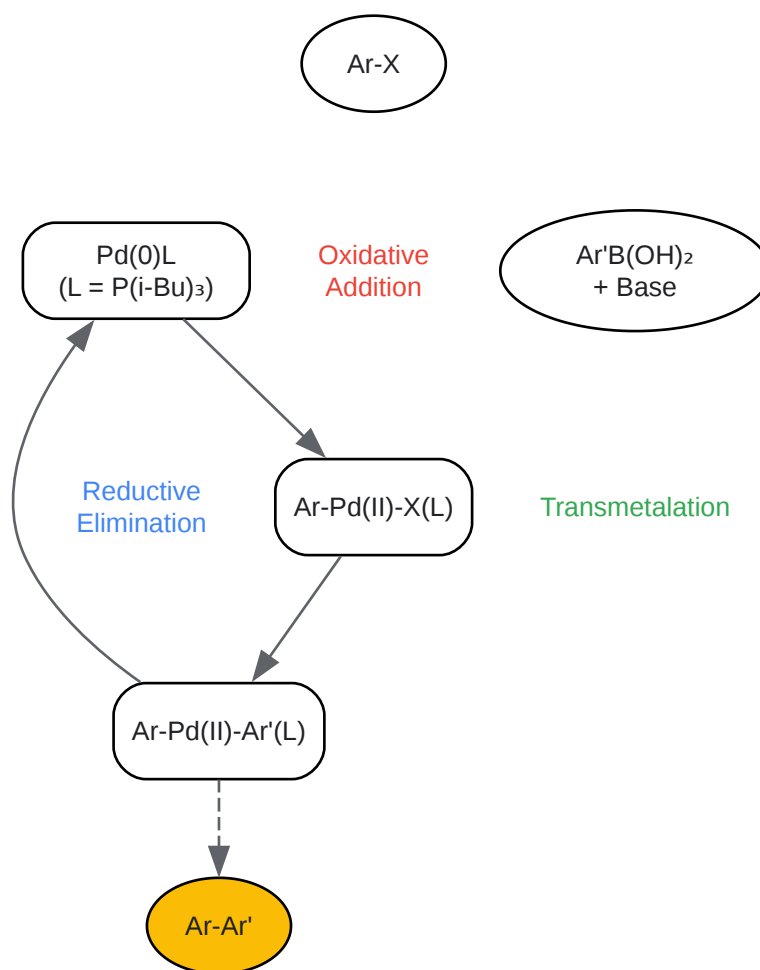 Ar-X
Pd(0)L
(L = P(i-Bu)₃)
Oxidative
Addition
Ar'B(OH)₂
+ Base
Reductive
Elimination
Ar-Pd(II)-X(L)
Transmetalation
Ar-Pd(II)-Ar'(L)
Ar-Ar'